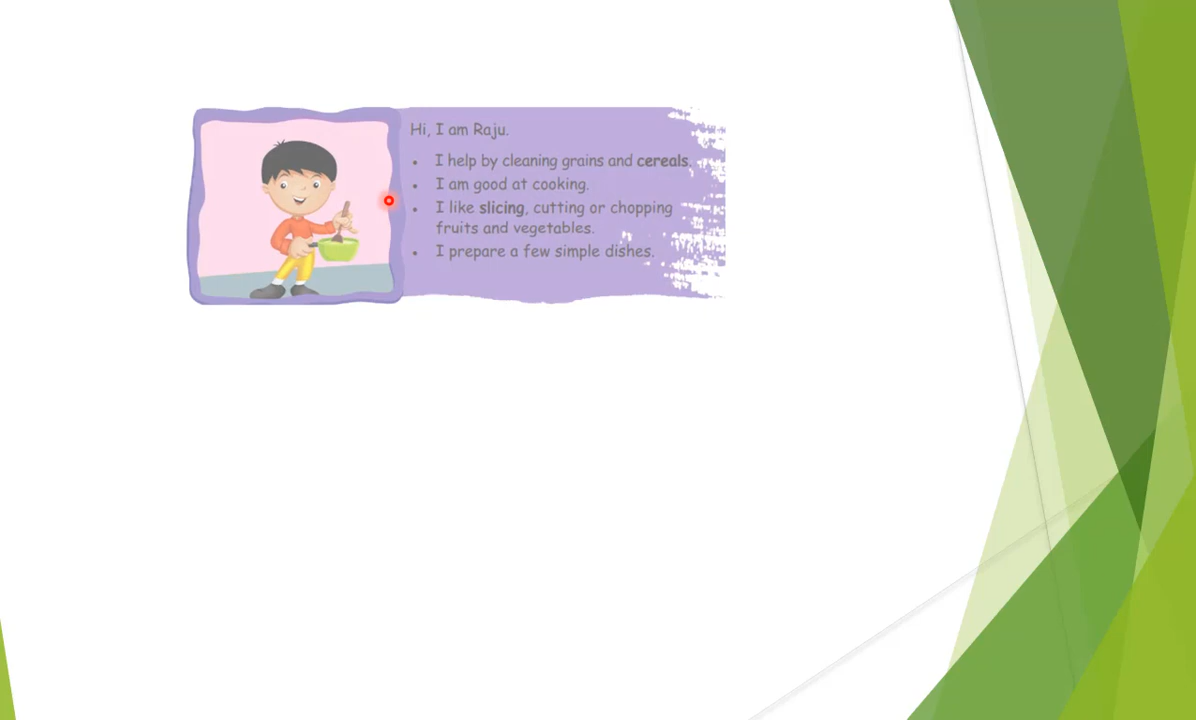 Hi, I am Raju.
• I help by cleaning grains and cereals.
• I am good at cooking.
• I like slicing, cutting or chopping
fruits and vegetables.
• I prepare a few simple dishes.